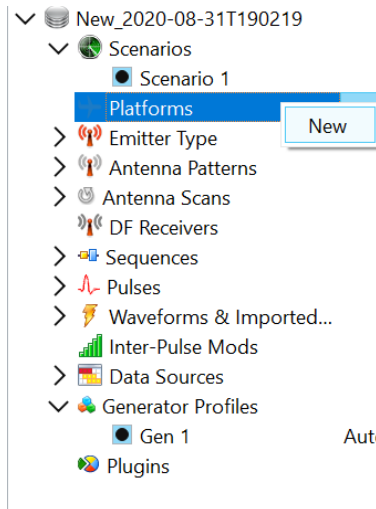 New_2020-08-31T190219
Scenarios
Scenario 1
Platforms
New
Emitter Type
Antenna Patterns
Antenna Scans
DF Receivers
Sequences
Pulses
Waveforms & Imported...
Inter-Pulse Mods
Data Sources
Generator Profiles
Gen 1 Aut
Plugins